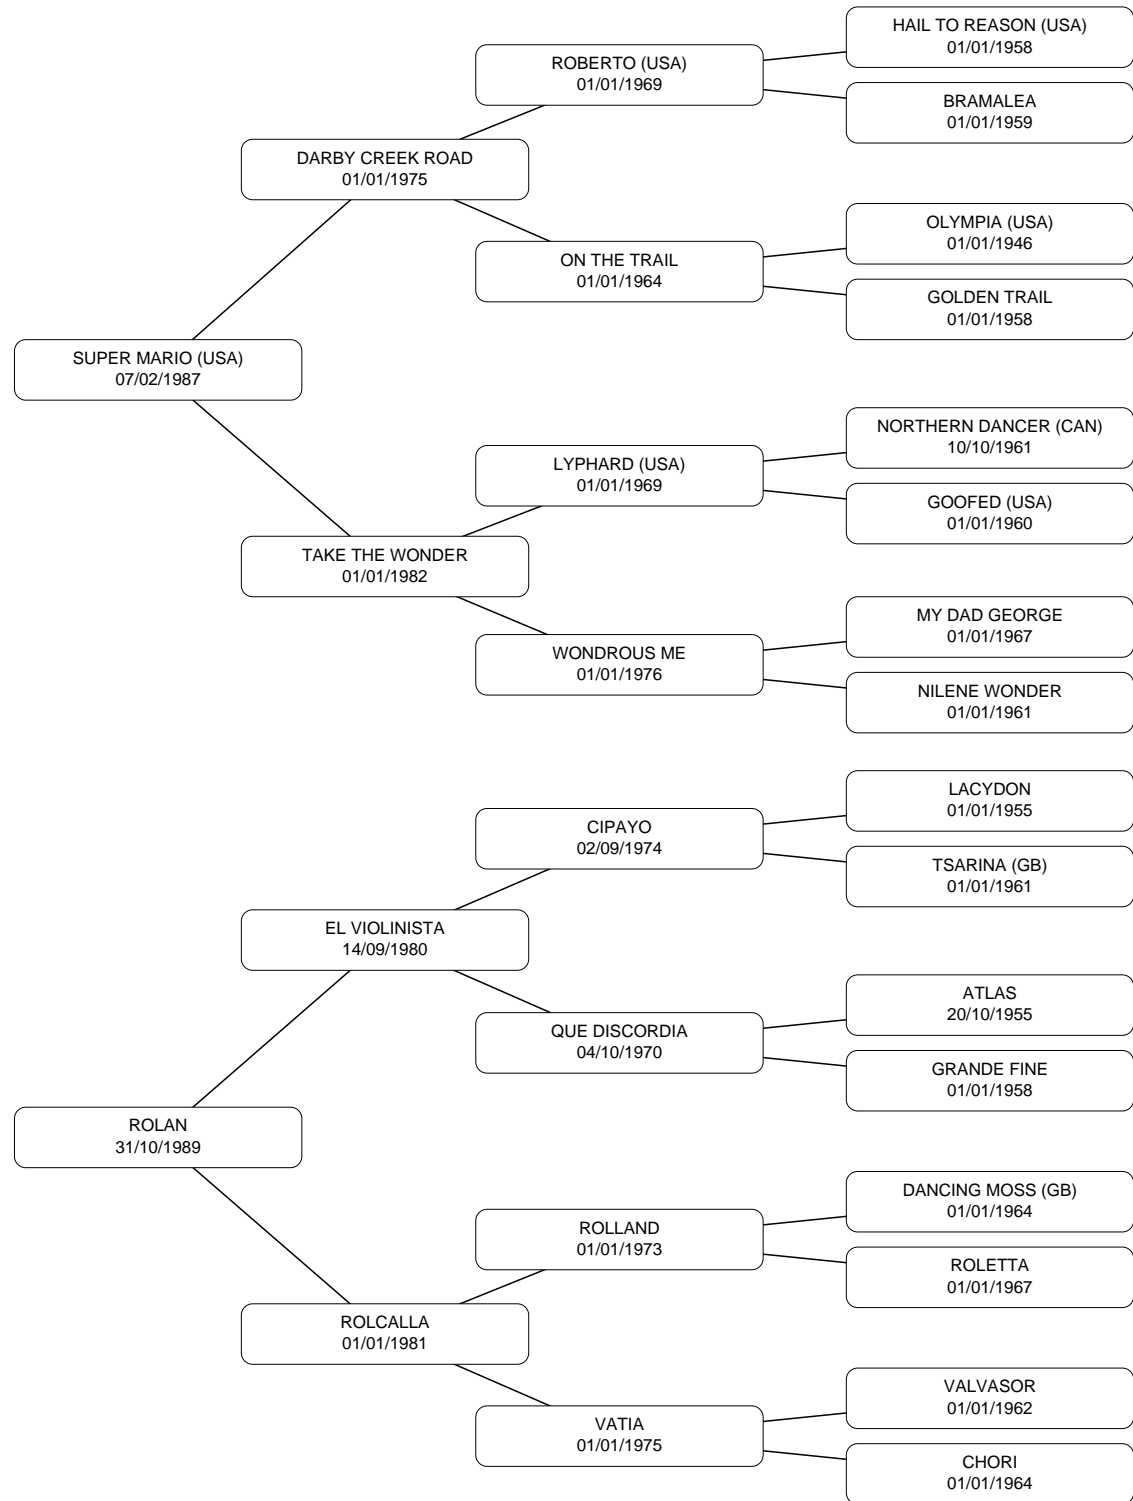 HAIL TO REASON (USA)
01/01/1958
ROBERTO (USA)
01/01/1969
BRAMALEA
01/01/1959
DARBY CREEK ROAD
01/01/1975
OLYMPIA (USA)
01/01/1946
ON THE TRAIL
01/01/1964
GOLDEN TRAIL
01/01/1958
SUPER MARIO (USA)
07/02/1987
NORTHERN DANCER (CAN)
10/10/1961
LYPHARD (USA)
01/01/1969
GOOFED (USA)
01/01/1960
TAKE THE WONDER
01/01/1982
MY DAD GEORGE
01/01/1967
WONDROUS ME
01/01/1976
NILENE WONDER
01/01/1961
LACYDON
01/01/1955
CIPAYO
02/09/1974
TSARINA (GB)
01/01/1961
EL VIOLINISTA
14/09/1980
ATLAS
20/10/1955
QUE DISCORDIA
04/10/1970
GRANDE FINE
01/01/1958
ROLAN
31/10/1989
DANCING MOSS (GB)
01/01/1964
ROLLAND
01/01/1973
ROLETTA
01/01/1967
ROLCALLA
01/01/1981
VALVASOR
01/01/1962
VATIA
01/01/1975
CHORI
01/01/1964